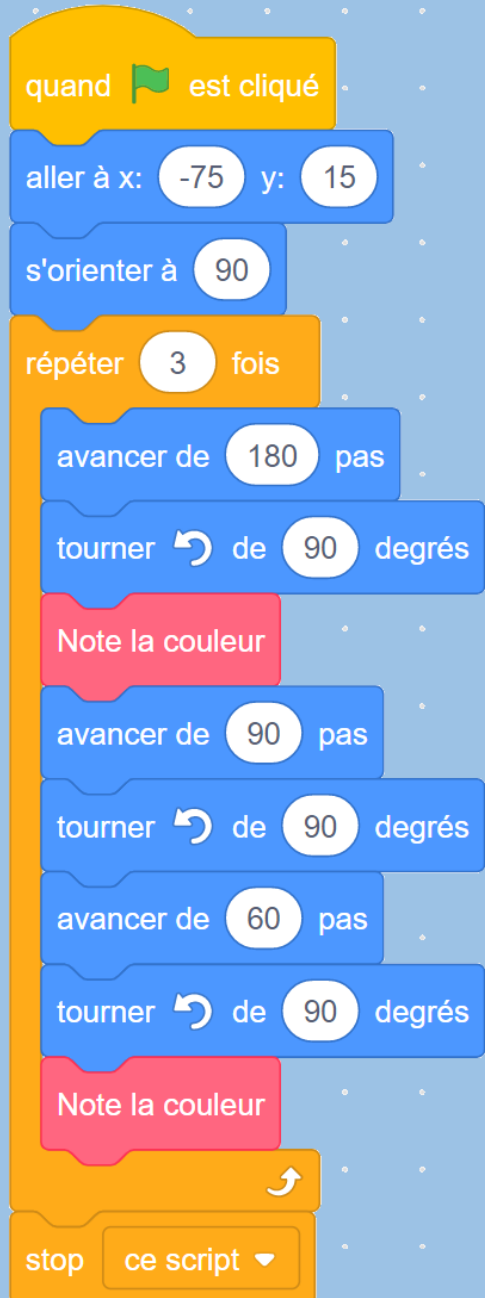 quand est cliqué
aller à x: -75 y: 15
s'orienter à 90
répéter 3 fois
avancer de 180 pas
tourner de 90 degrés
Note la couleur
avancer de 90 pas
tourner de 90 degrés
avancer de 60 pas
tourner de 90 degrés
Note la couleur
stop ce script